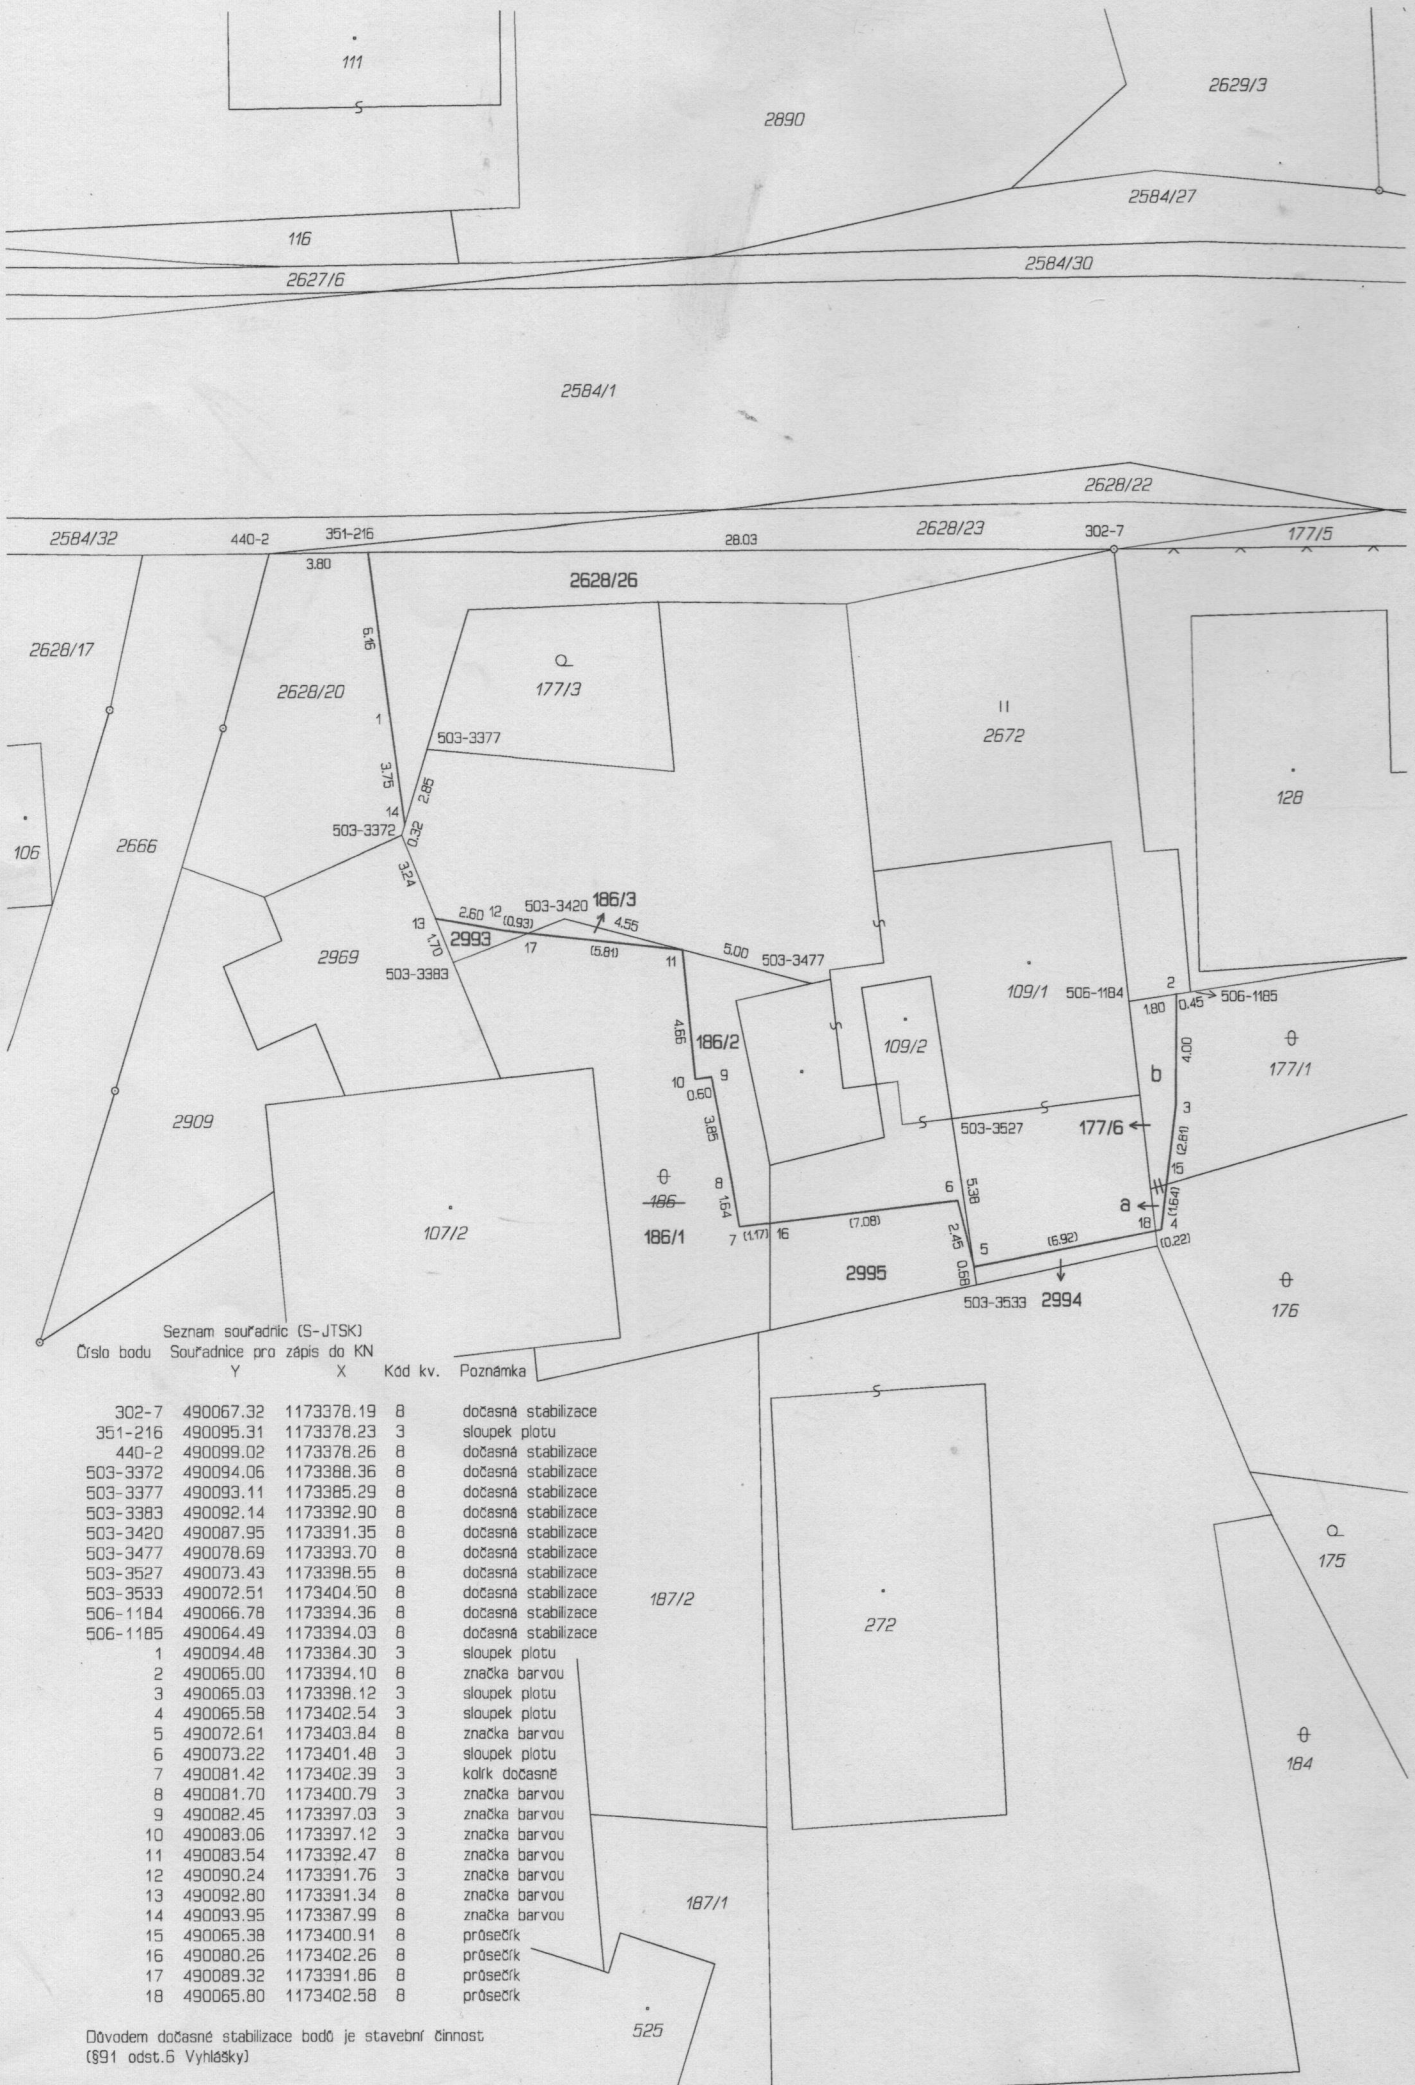 111
2629/3
2890
2584/27
116
2584/30
2627/6
2584/1
2628/22
2584/32
440-2
351-216
28.03
2628/23
302-7
177/5
3.80
2628/26
2628/17
5.16
2628/20
177/3
2672
1
503-3377
3.75
2.85
128
14
503-3372
0.32
106
2666
3.24
503-3420
186/3
13
2.60
12
(0.93)
4.55
2993
17
1.70
(5.81)
11
5.00
503-3477
2969
503-3383
109/1
506-1184
2
1.80
0.45
506-1185
4.66
186/2
109/2
4.00
177/1
b
10
9
0.60
3
2909
3.85
503-3527
177/6
(2.81)
15
8
6
5.38
186
1.64
a
(1.64)
107/2
186/1
7
(1.17)
16
(7.08)
2.45
18
4
(0.22)
5
(6.92)
2995
0.68
503-3533
2994
176
Seznam souřadnic (S-JTSK)
Číslo bodu Souřadnice pro zápis do KN
Y X Kód kv. Poznámka
302-7 490067.32 1173378.19 8 dočasná stabilizace
351-216 490095.31 1173378.23 3 sloupek plotu
440-2 490099.02 1173378.26 8 dočasná stabilizace
503-3372 490094.06 1173388.36 8 dočasná stabilizace
503-3377 490093.11 1173385.29 8 dočasná stabilizace
503-3383 490092.14 1173392.90 8 dočasná stabilizace
503-3420 490087.95 1173391.35 8 dočasná stabilizace
503-3477 490078.69 1173393.70 8 dočasná stabilizace
503-3527 490073.43 1173398.55 8 dočasná stabilizace
503-3533 490072.51 1173404.50 8 dočasná stabilizace
506-1184 490066.78 1173394.36 8 dočasná stabilizace
506-1185 490064.49 1173394.03 8 dočasná stabilizace
1 490094.48 1173384.30 3 sloupek plotu
2 490065.00 1173394.10 8 značka barvou
3 490065.03 1173398.12 3 sloupek plotu
4 490065.58 1173402.54 3 sloupek plotu
5 490072.61 1173403.84 8 značka barvou
6 490073.22 1173401.48 3 sloupek plotu
7 490081.42 1173402.39 3 kolík dočasně
8 490081.70 1173400.79 3 značka barvou
9 490082.45 1173397.03 3 značka barvou
10 490083.06 1173397.12 3 značka barvou
11 490083.54 1173392.47 8 značka barvou
12 490090.24 1173391.76 3 značka barvou
13 490092.80 1173391.34 8 značka barvou
14 490093.95 1173387.99 8 značka barvou
15 490065.38 1173400.91 8 průsečík
16 490080.26 1173402.26 8 průsečík
17 490089.32 1173391.86 8 průsečík
18 490065.80 1173402.58 8 průsečík
175
187/2
272
184
187/1
525
Důvodem dočasné stabilizace bodů je stavební činnost
(§91 odst.6 Vyhlášky)